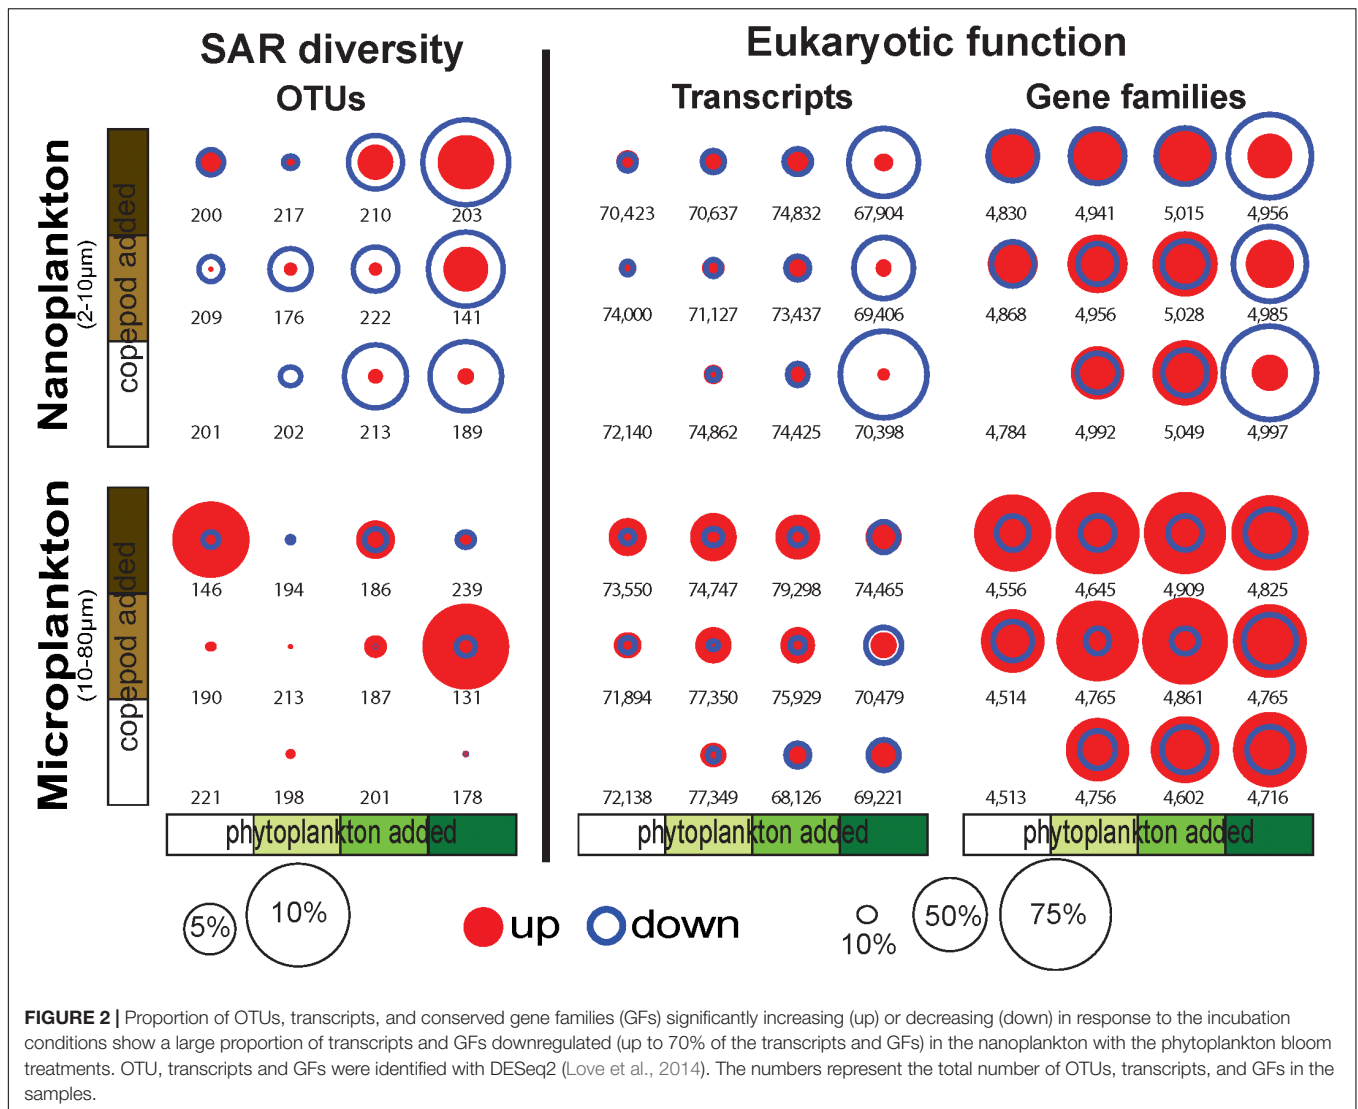 SAR diversity
Eukaryotic function
OTUs
Transcripts
Gene families
Nanoplankton
(2-10µm)
copepod added
200 217 210 203
70,423 70,637 74,832 67,904
4,830 4,941 5,015 4,956
209 176 222 141
74,000 71,127 73,437 69,406
4,868 4,956 5,028 4,985
201 202 213 189
72,140 74,862 74,425 70,398
4,784 4,992 5,049 4,997
Microplankton
(10-80µm)
copepod added
146 194 186 239
73,550 74,747 79,298 74,465
4,556 4,645 4,909 4,825
190 213 187 131
71,894 77,350 75,929 70,479
4,514 4,765 4,861 4,765
221 198 201 178
72,138 77,349 68,126 69,221
4,513 4,756 4,602 4,716
phytoplankton added
phytoplankton added
phytoplankton added
5% 10%
up down
10% 50% 75%
FIGURE 2 | Proportion of OTUs, transcripts, and conserved gene families (GFs) significantly increasing (up) or decreasing (down) in response to the incubation
conditions show a large proportion of transcripts and GFs downregulated (up to 70% of the transcripts and GFs) in the nanoplankton with the phytoplankton bloom
treatments. OTU, transcripts and GFs were identified with DESeq2 (Love et al., 2014). The numbers represent the total number of OTUs, transcripts, and GFs in the
samples.